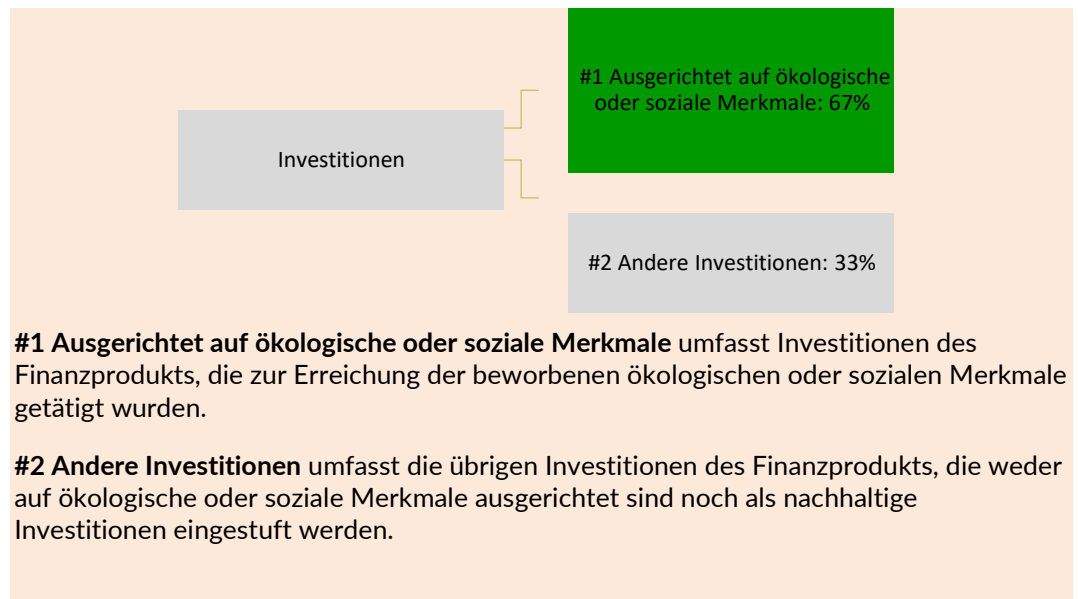 #1 Ausgerichtet auf ökologische
oder soziale Merkmale: 67%
Investitionen
#2 Andere Investitionen: 33%
#1 Ausgerichtet auf ökologische oder soziale Merkmale umfasst Investitionen des
Finanzprodukts, die zur Erreichung der beworbenen ökologischen oder sozialen Merkmale
getätigt wurden.
#2 Andere Investitionen umfasst die übrigen Investitionen des Finanzprodukts, die weder
auf ökologische oder soziale Merkmale ausgerichtet sind noch als nachhaltige
Investitionen eingestuft werden.